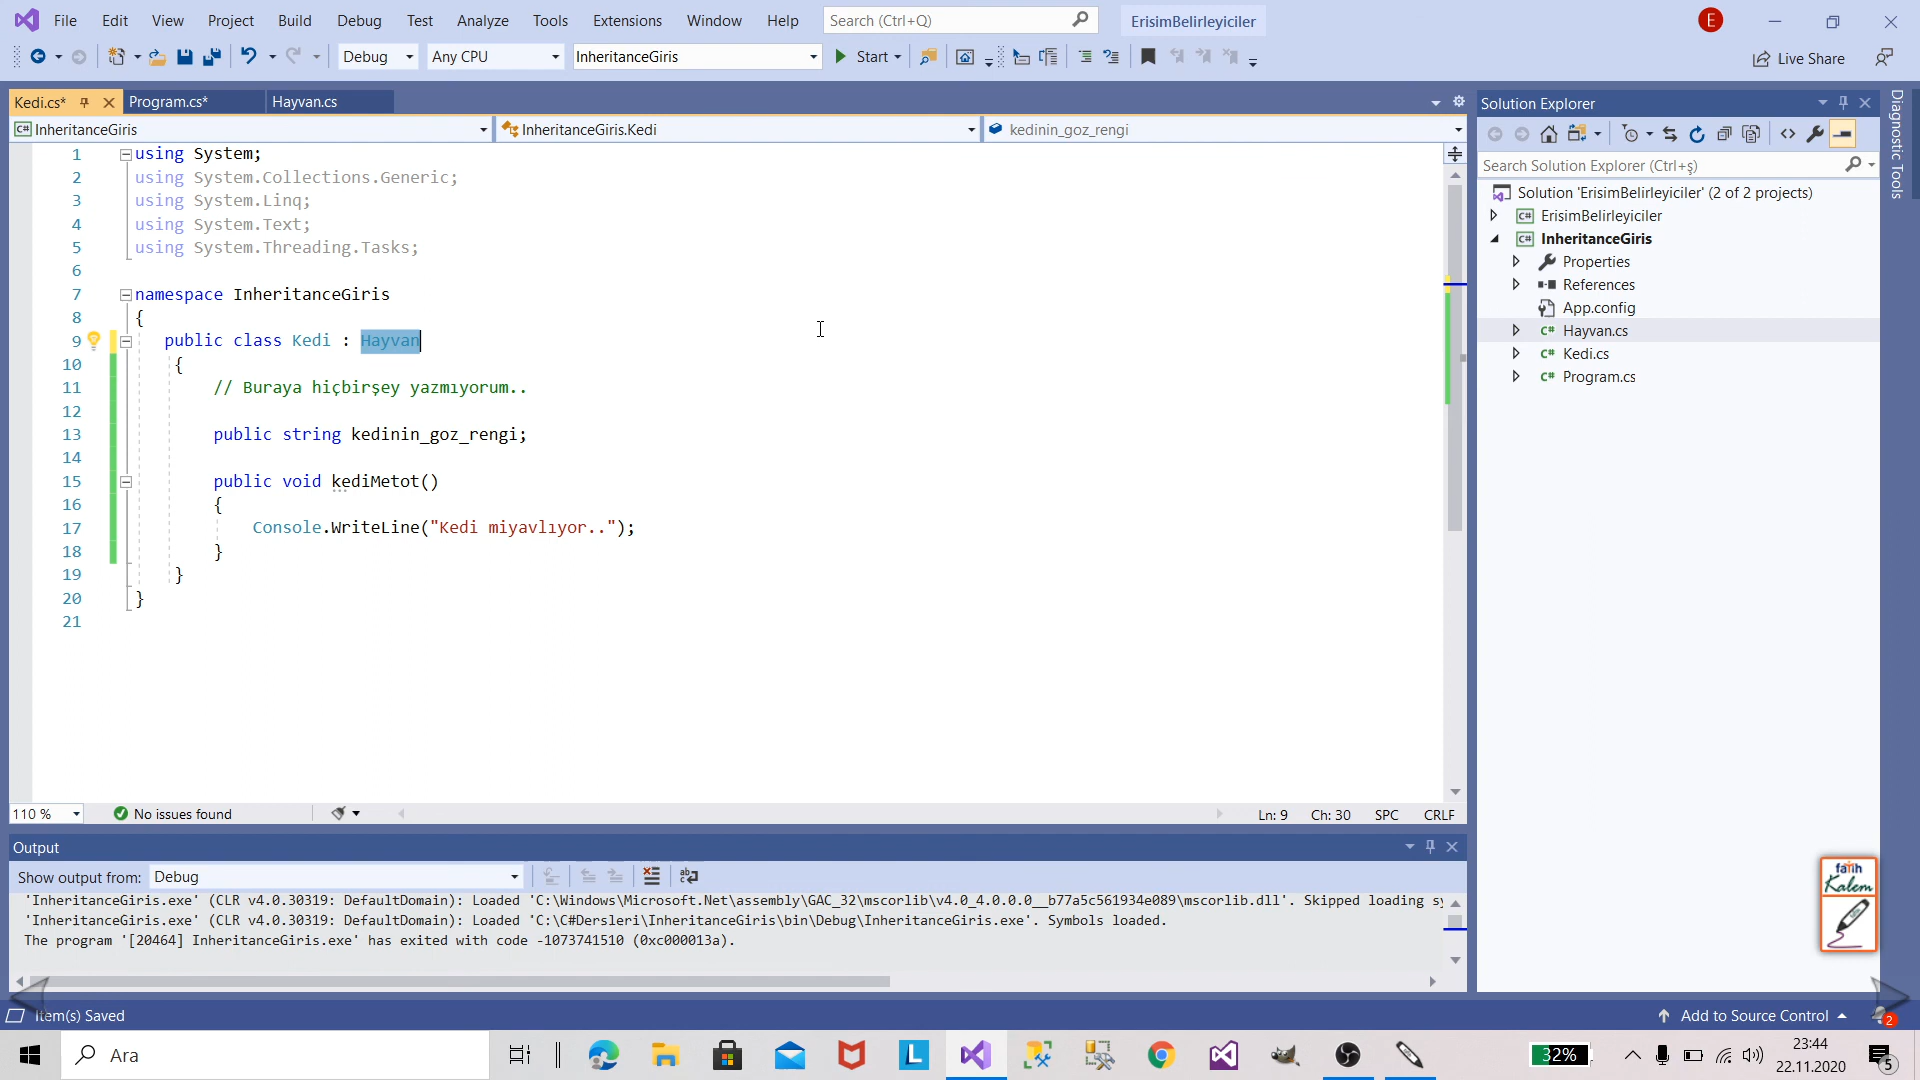 File Edit View Project Build Debug Test Analyze Tools Extensions Window Help Search (Ctrl+Q) ErisimBelirleyiciler E
Debug Any CPU InheritanceGiris Start Live Share
Kedi.cs* Program.cs* Hayvan.cs
InheritanceGiris InheritanceGiris.Kedi kedinin_goz_rengi
1 using System;
2 using System.Collections.Generic;
3 using System.Linq;
4 using System.Text;
5 using System.Threading.Tasks;
6
7 namespace InheritanceGiris
8 {
9 public class Kedi : Hayvan
10 {
11 // Buraya hiçbirşey yazmıyorum..
12
13 public string kedinin_goz_rengi;
14
15 public void kediMetot()
16 {
17 Console.WriteLine("Kedi miyavlıyor..");
18 }
19 }
20 }
21
110 % No issues found Ln: 9 Ch: 30 SPC CRLF
Output
Show output from: Debug
'InheritanceGiris.exe' (CLR v4.0.30319: DefaultDomain): Loaded 'C:\Windows\Microsoft.Net\assembly\GAC_32\mscorlib\v4.0_4.0.0.0__b77a5c561934e089\mscorlib.dll'. Skipped loading sy
'InheritanceGiris.exe' (CLR v4.0.30319: DefaultDomain): Loaded 'C:\C#Dersleri\InheritanceGiris\bin\Debug\InheritanceGiris.exe'. Symbols loaded.
The program '[20464] InheritanceGiris.exe' has exited with code -1073741510 (0xc000013a).
Solution Explorer
Search Solution Explorer (Ctrl+ş)
Solution 'ErisimBelirleyiciler' (2 of 2 projects)
C# ErisimBelirleyiciler
C# InheritanceGiris
Properties
References
App.config
C# Hayvan.cs
C# Kedi.cs
C# Program.cs
Diagnostic Tools
fatih
Kalem
Item(s) Saved Add to Source Control 2
Ara L 32% 23:44
22.11.2020 5